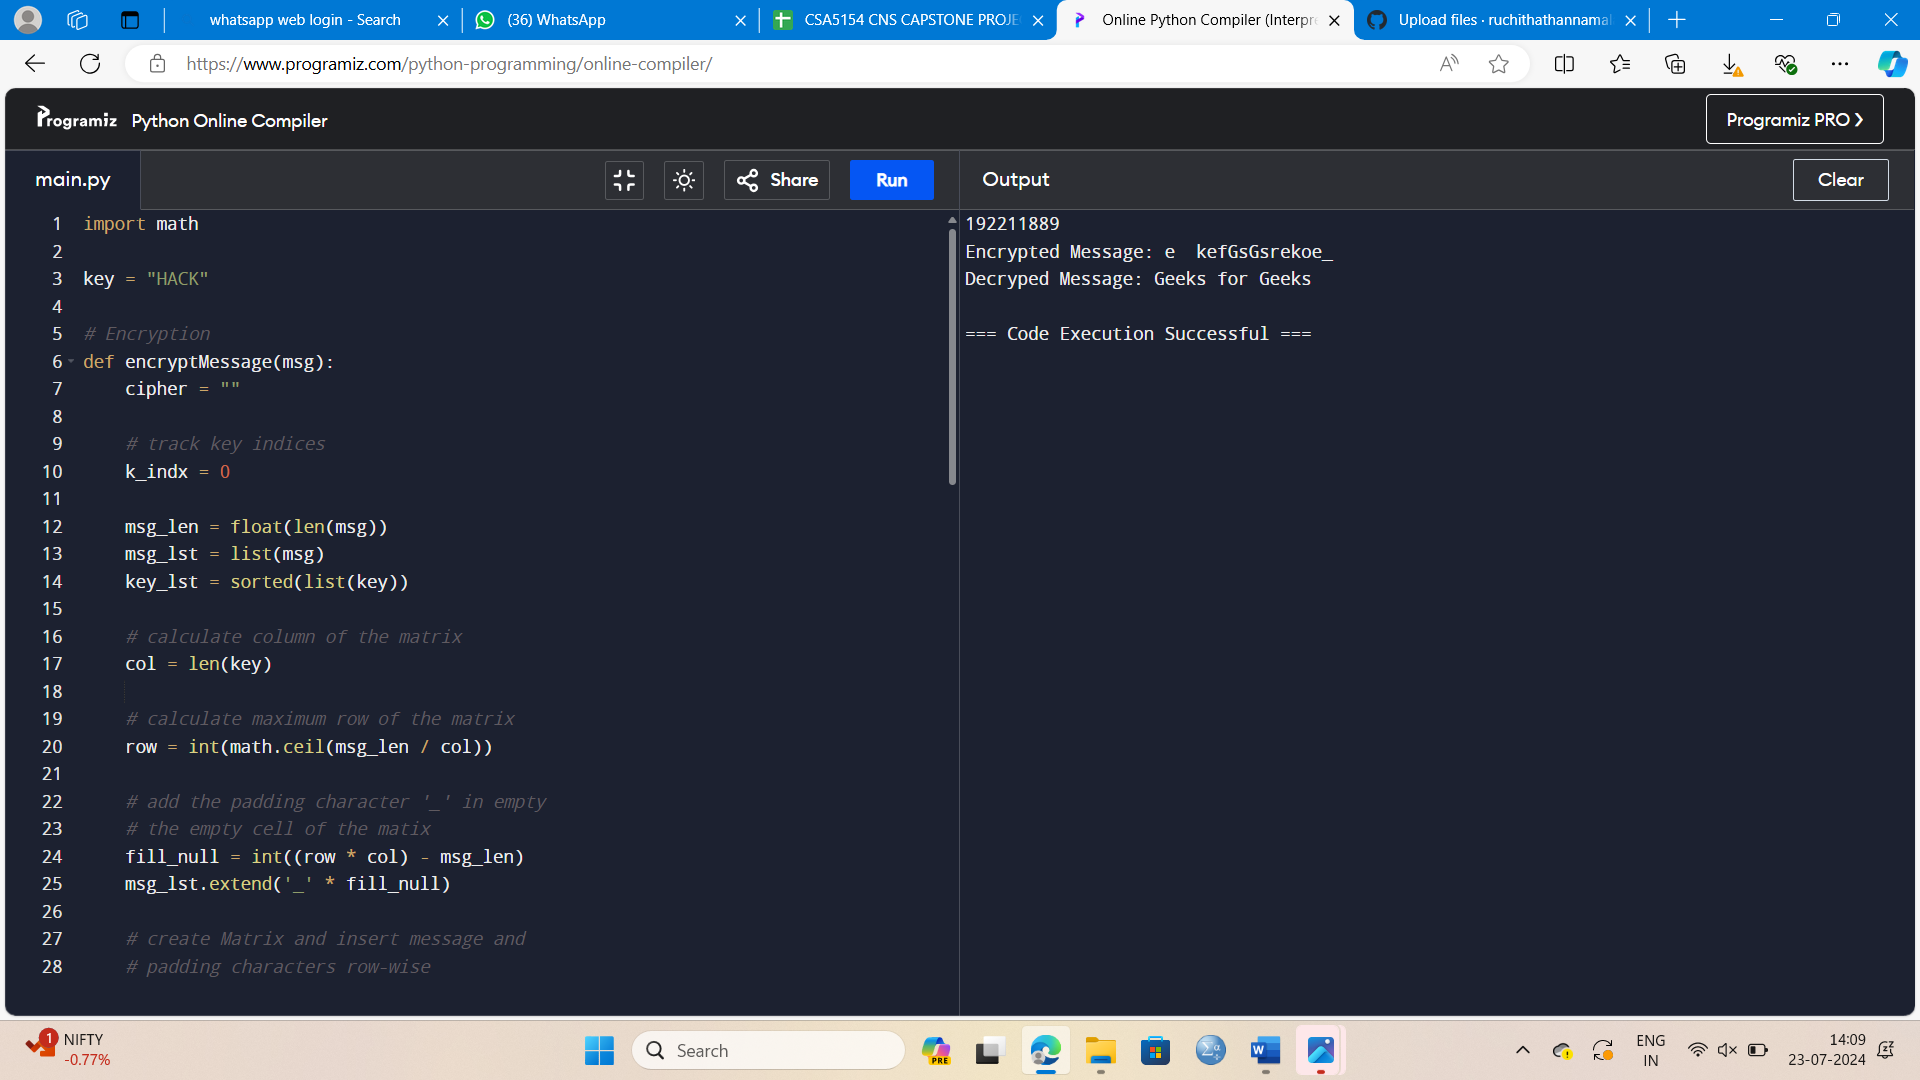 whatsapp web login - Search
(36) WhatsApp
CSA5154 CNS CAPSTONE PROJE
Online Python Compiler (Interpre
Upload files · ruchithathannamal
https://www.programiz.com/python-programming/online-compiler/
Programiz Python Online Compiler
Programiz PRO
main.py
Share
Run
Output
Clear
1 import math
2
3 key = "HACK"
4
5 # Encryption
6 def encryptMessage(msg):
7 cipher = ""
8
9 # track key indices
10 k_indx = 0
11
12 msg_len = float(len(msg))
13 msg_lst = list(msg)
14 key_lst = sorted(list(key))
15
16 # calculate column of the matrix
17 col = len(key)
18
19 # calculate maximum row of the matrix
20 row = int(math.ceil(msg_len / col))
21
22 # add the padding character '_' in empty
23 # the empty cell of the matix
24 fill_null = int((row * col) - msg_len)
25 msg_lst.extend('_' * fill_null)
26
27 # create Matrix and insert message and
28 # padding characters row-wise
192211889
Encrypted Message: e  kefGsGsrekoe_
Decryped Message: Geeks for Geeks
=== Code Execution Successful ===
1
NIFTY
-0.77%
Search
PRE
ENG
IN
14:09
23-07-2024